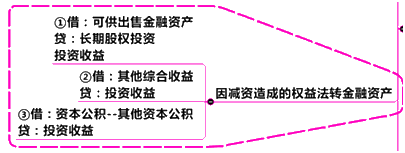 ①借：可供出售金融资产
贷：长期股权投资
投资收益
②借：其他综合收益
贷：投资收益
因减资造成的权益法转金融资产
③借：资本公积--其他资本公积
贷：投资收益